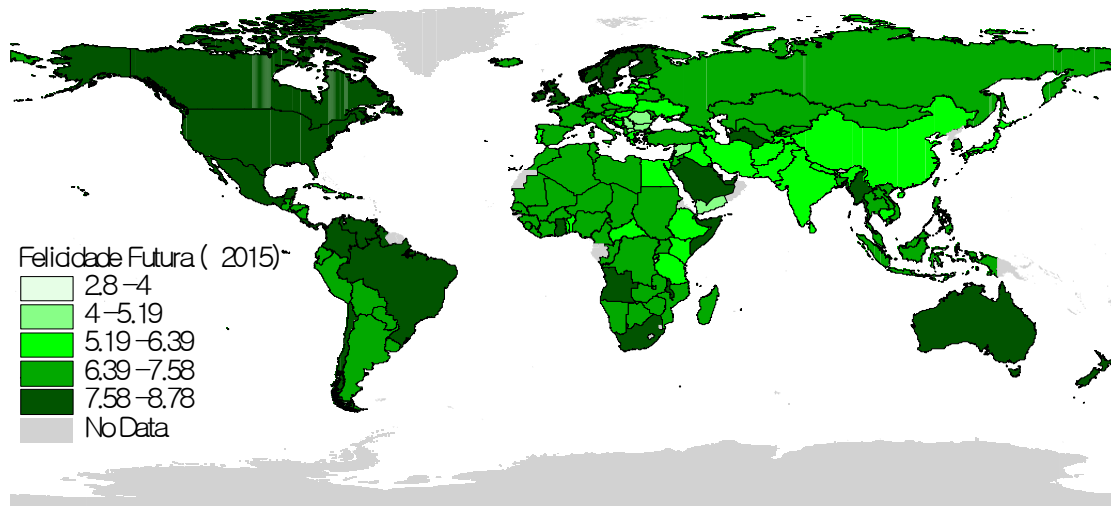 Felicidade Futura ( 2015)
2.8 –4
4 –5.19
5.19 –6.39
6.39 –7.58
7.58 –8.78
No Data